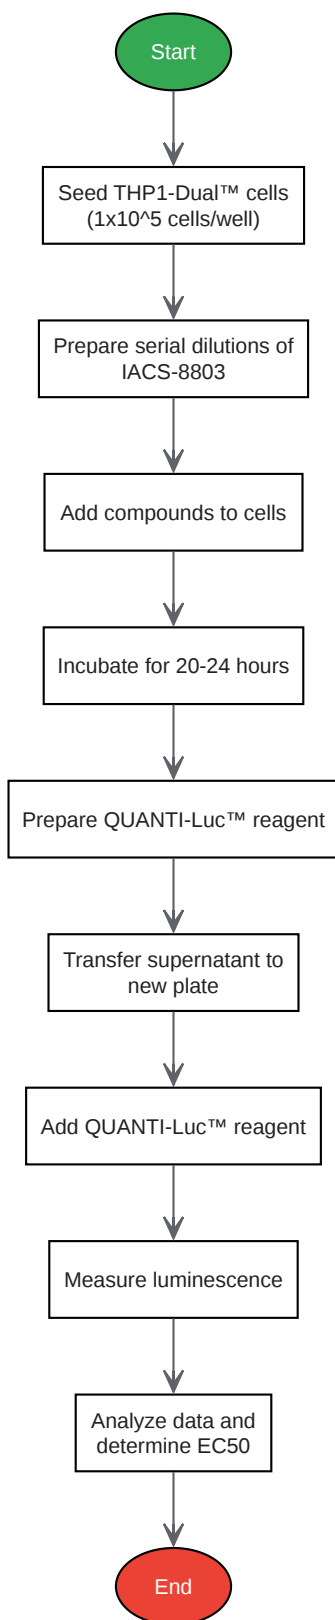 Start
Seed THP1-Dual™ cells
(1x10^5 cells/well)
Prepare serial dilutions of
IACS-8803
Add compounds to cells
Incubate for 20-24 hours
Prepare QUANTI-Luc™ reagent
Transfer supernatant to
new plate
Add QUANTI-Luc™ reagent
Measure luminescence
Analyze data and
determine EC50
End